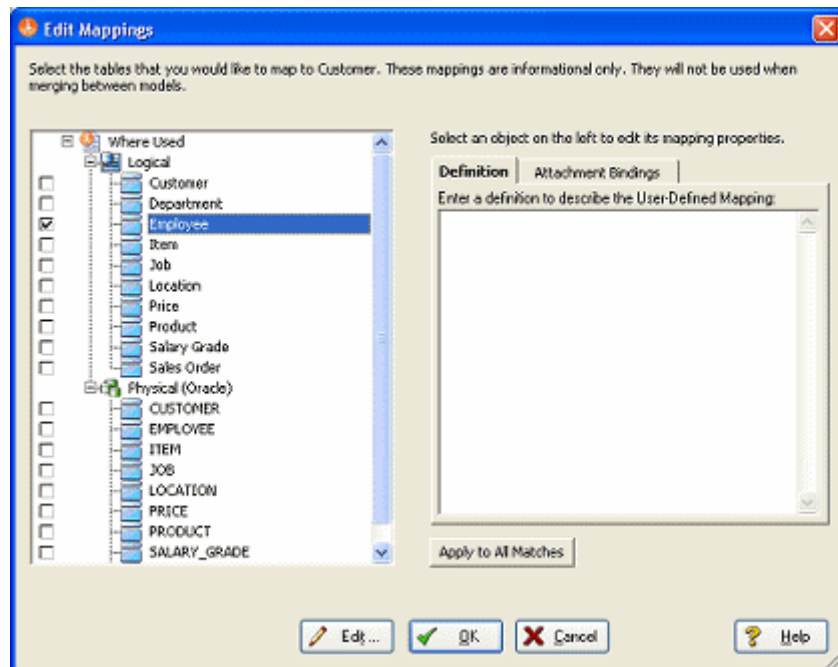 Edit Mappings
Select the tables that you would like to map to Customer. These mappings are informational only. They will not be used when
merging between models.
Where Used
Logical
Customer
Department
Employee
Item
Job
Location
Price
Product
Salary Grade
Sales Order
Physical (Oracle)
CUSTOMER
EMPLOYEE
ITEM
JOB
LOCATION
PRICE
PRODUCT
SALARY_GRADE
Select an object on the left to edit its mapping properties.
Definition Attachment Bindings
Enter a definition to describe the User-Defined Mapping:
Apply to All Matches
Edit ... OK Cancel Help